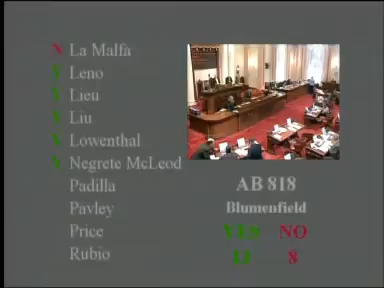 N La Malfa
Y Leno
Y Lieu
Y Liu
Y Lowenthal
Y Negrete McLeod
Padilla
Pavley
Price
Rubio
AB 818
Blumenfield
YES NO
8